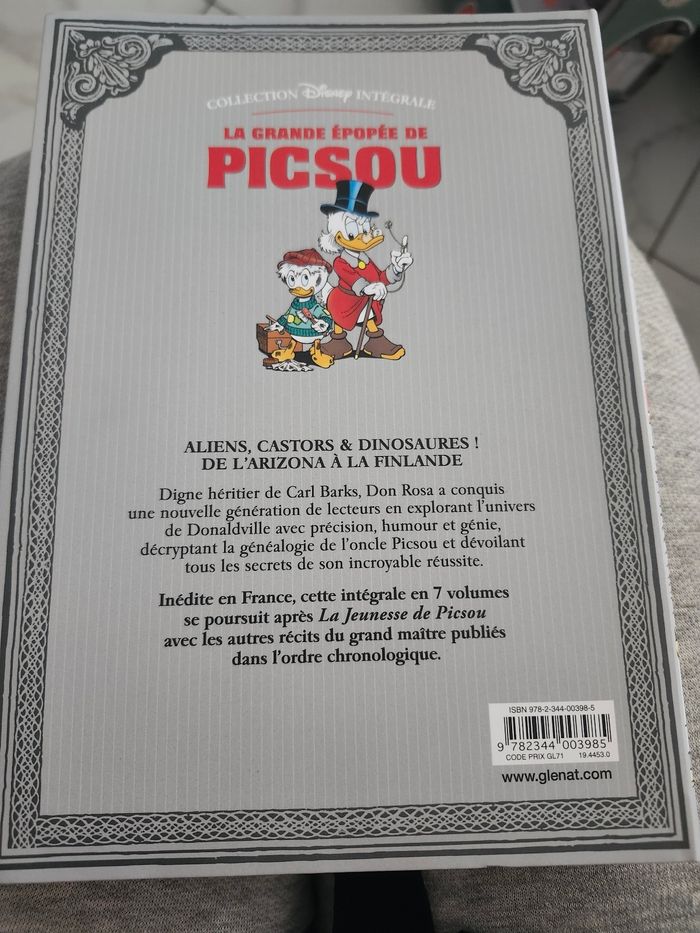 COLLECTION Disney INTÉGRALE
LA GRANDE ÉPOPÉE DE
PICSOU
ALIENS, CASTORS & DINOSAURES !
DE L'ARIZONA À LA FINLANDE
Digne héritier de Carl Barks, Don Rosa a conquis
une nouvelle génération de lecteurs en explorant l'univers
de Donaldville avec précision, humour et génie,
décryptant la généalogie de l'oncle Picsou et dévoilant
tous les secrets de son incroyable réussite.
Inédite en France, cette intégrale en 7 volumes
se poursuit après La Jeunesse de Picsou
avec les autres récits du grand maître publiés
dans l'ordre chronologique.
ISBN 978-2-344-00398-5
9 782344 003985
CODE PRIX GL71 19.4453.0
www.glenat.com